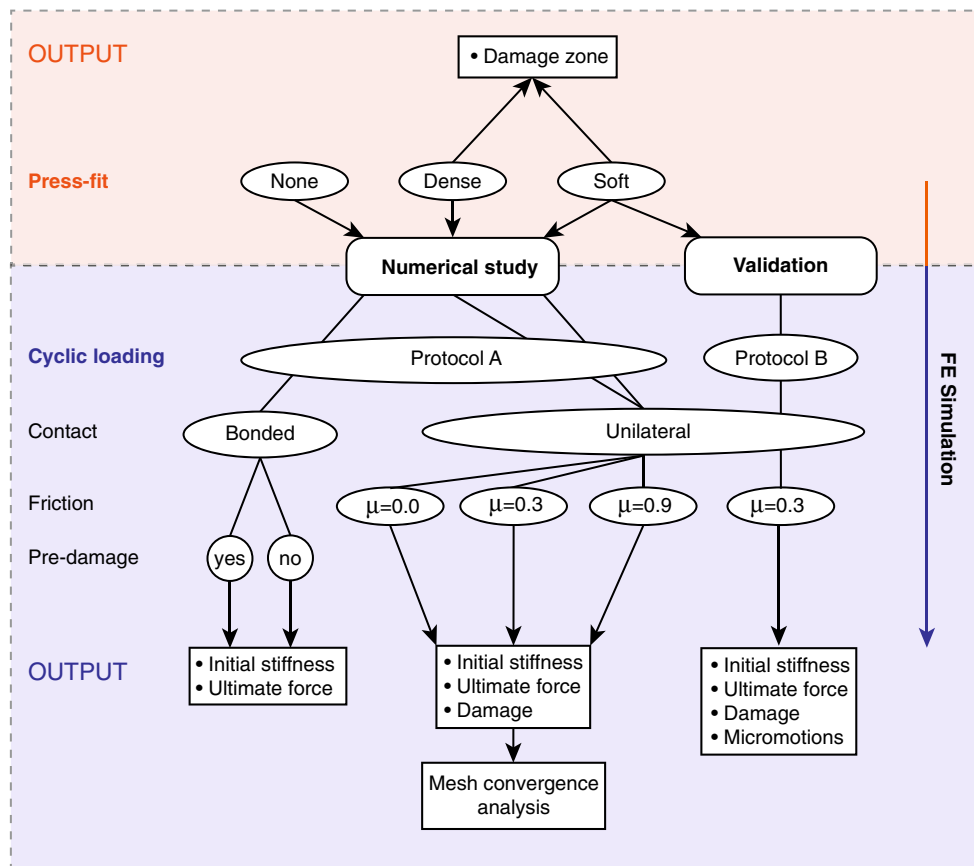 OUTPUT
• Damage zone
Press-fit
None
Dense
Soft
Numerical study
Validation
Cyclic loading
Protocol A
Protocol B
Contact
Bonded
Unilateral
Friction
μ=0.0
μ=0.3
μ=0.9
μ=0.3
Pre-damage
yes
no
FE Simulation
OUTPUT
• Initial stiffness
• Ultimate force
• Initial stiffness
• Ultimate force
• Damage
• Initial stiffness
• Ultimate force
• Damage
• Micromotions
Mesh convergence
analysis